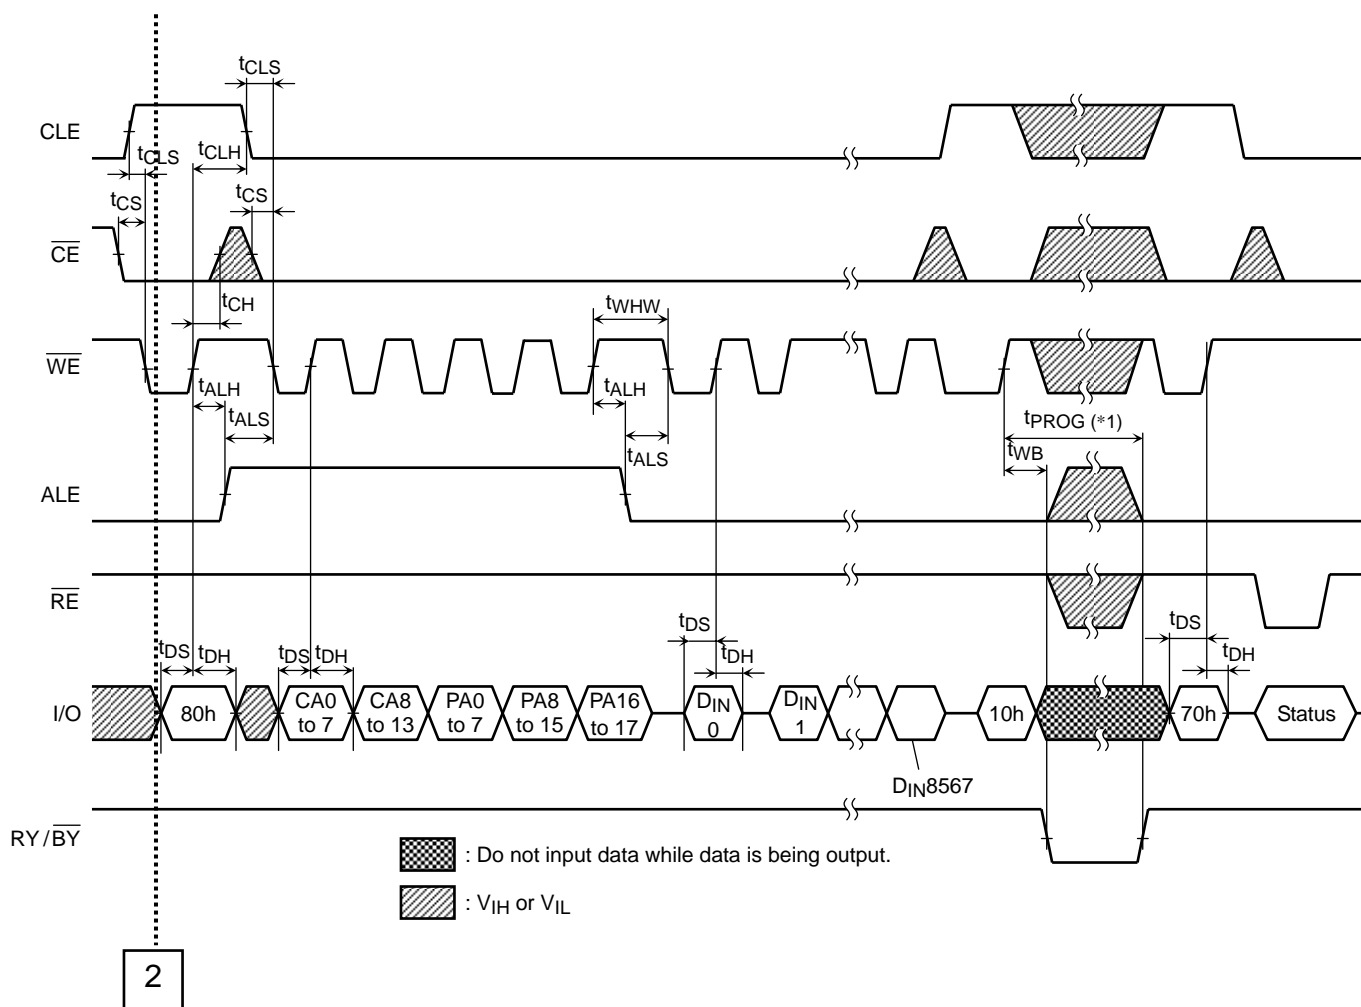 tCLS
CLE
tCLS
tCLH
tCS
tCS
CE
tCH
tWHW
WE
tALH
tALH
tALS
tPROG (*1)
tWB
tALS
ALE
RE
tDS
tDH
tDS
tDH
tDS
tDH
tDS
tDH
I/O
80h
CA0 to 7
CA8 to 13
PA0 to 7
PA8 to 15
PA16 to 17
DIN 0
DIN 1
10h
70h
Status
DIN8567
RY/BY
: Do not input data while data is being output.
: VIH or VIL
2